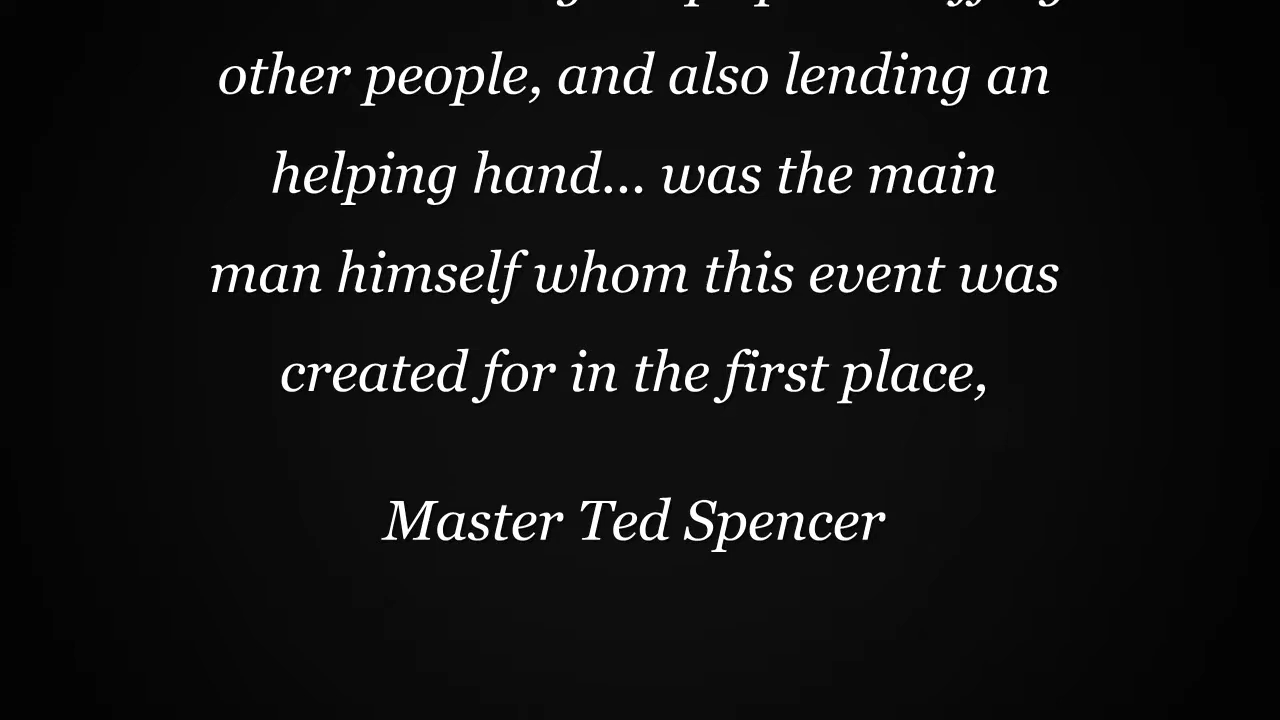 other people, and also lending an
helping hand... was the main
man himself whom this event was
created for in the first place,
Master Ted Spencer